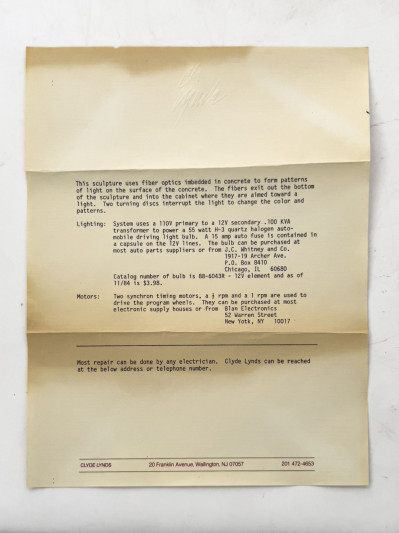 This sculpture uses fiber optics imbedded in concrete to form patterns
of light on the surface of the concrete. The fibers exit out the bottom
of the sculpture and into the cabinet where they are aimed toward a
light. Two turning discs interrupt the light to change the color and
patterns.
Lighting: System uses a 110V primary to a 12V secondary .100 KVA
transformer to power a 55 watt H-3 quartz halogen auto-
mobile driving light bulb. A 15 amp auto fuse is contained in
a capsule on the 12V lines. The bulb can be purchased at
most auto parts suppliers or from J.C. Whitney and Co.
1917-19 Archer Ave.
P.O. Box 8410
Chicago, IL 60680
Catalog number of bulb is 88-6043R - 12V element and as of
11/84 is $3.98.
Motors: Two synchron timing motors, a ½ rpm and a 1 rpm are used to
drive the program wheels. They can be purchased at most
electronic supply houses or from Blan Electronics
52 Warren Street
New York, NY 10017
Most repair can be done by any electrician. Clyde Lynds can be reached
at the below address or telephone number.
CLYDE LYNDS 20 Franklin Avenue, Wallington, NJ 07057 201 472-4653